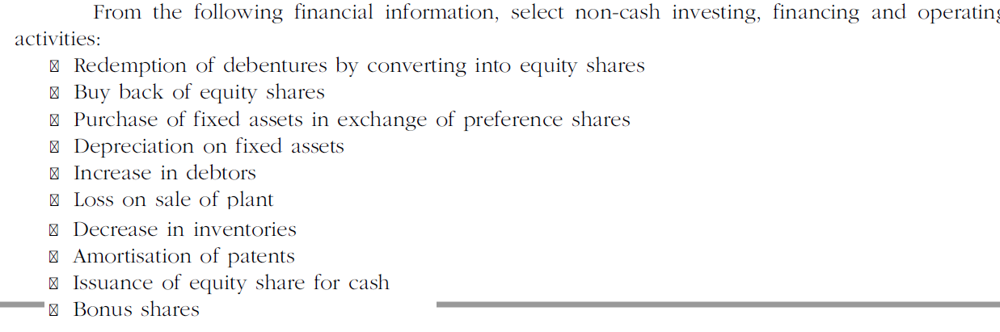 From the following financial information, select non-cash investing, financing and operating
activities:
Redemption of debentures by converting into equity shares
Buy back of equity shares
Purchase of fixed assets in exchange of preference shares
Depreciation on fixed assets
Increase in debtors
Loss on sale of plant
Decrease in inventories
Amortisation of patents
Issuance of equity share for cash
Bonus shares